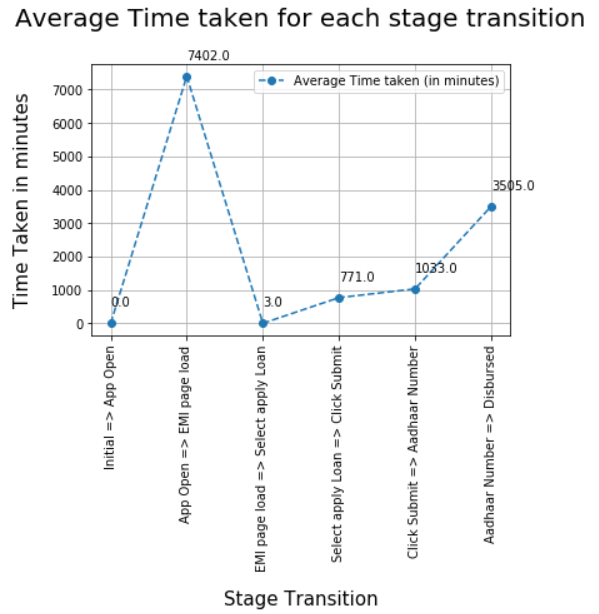 Average Time taken for each stage transition
7402.0
Average Time taken (in minutes)
7000
6000
5000
4000
3000
2000
1000
0
Time Taken in minutes
0.0
3.0
771.0
1033.0
3505.0
Initial => App Open
App Open => EMI page load
EMI page load => Select apply Loan
Select apply Loan => Click Submit
Click Submit => Aadhaar Number
Aadhaar Number => Disbursed
Stage Transition